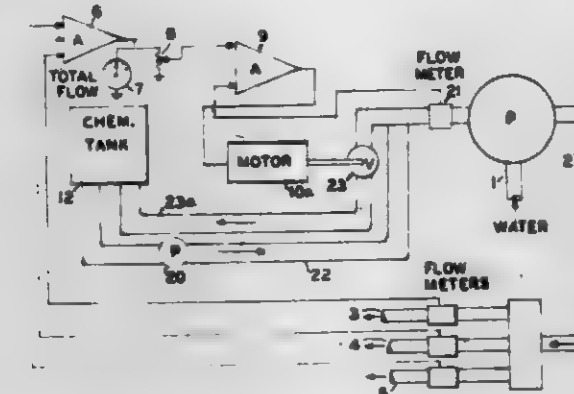 6
8
9
A
A
TOTAL
FLOW
7
FLOW
METER
21
CHEM.
TANK
MOTOR
V
P
12
23a
10a
23
1
WATER
P
20
22
FLOW
METERS
3
4